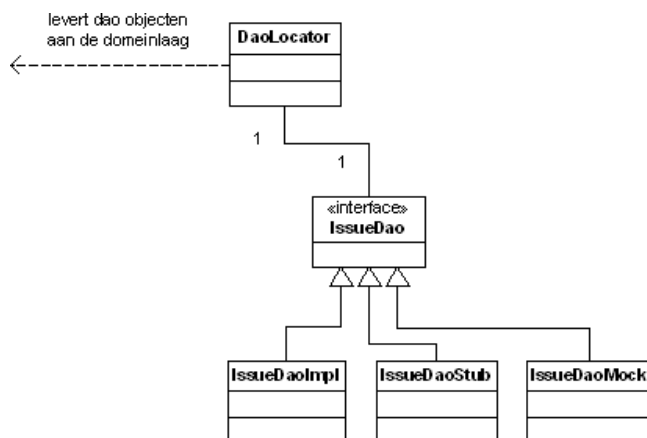 levert dao objecten
aan de domeinlaag
DaoLocator
1
1
«interface»
IssueDao
IssueDaoImpl
IssueDaoStub
IssueDaoMock